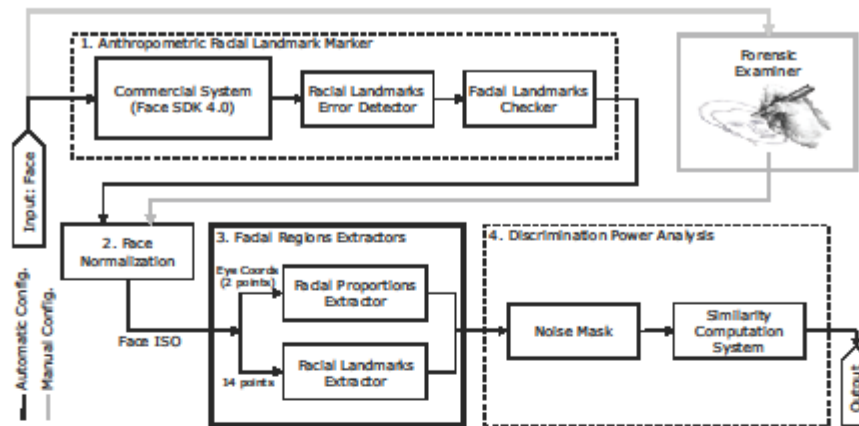 1. Anthropometric Facial Landmark Marker
Commercial System
(Face SDK 4.0)
Facial Landmarks
Error Detector
Facial Landmarks
Checker
Forensic
Examiner
Input: Face
2. Face
Normalization
3. Facial Regions Extractors
Eye Coords
(2 points)
Facial Proportions
Extractor
Face ISO
14 points
Facial Landmarks
Extractor
4. Discrimination Power Analysis
Noise Mask
Similarity
Computation
System
Output
Automatic Config.
Manual Config.